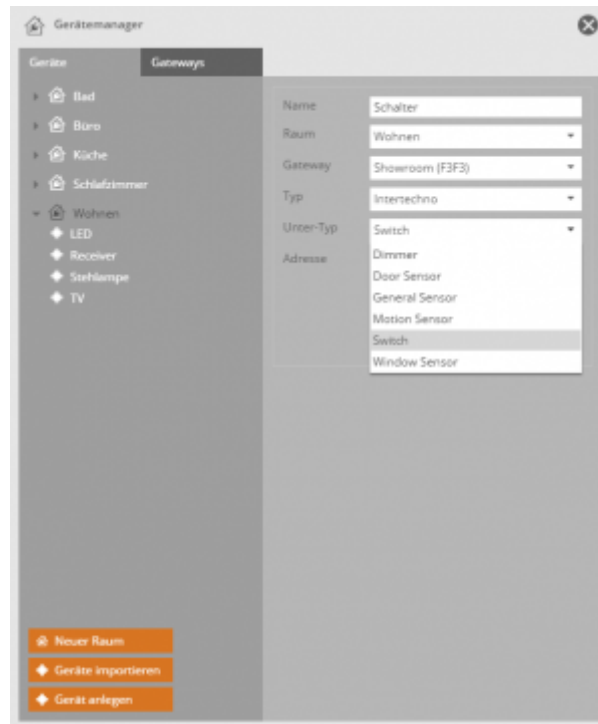 Gerätemanager
Geräte
Gateways
Bad
Büro
Küche
Schlafzimmer
Wohnen
LED
Receiver
Stehlampe
TV
Neuer Raum
Geräte importieren
Gerät anlegen
Name Schalter
Raum Wohnen
Gateway Showroom (F3F3)
Typ Intertechno
Unter-Typ Switch
Adresse
Dimmer
Door Sensor
General Sensor
Motion Sensor
Switch
Window Sensor